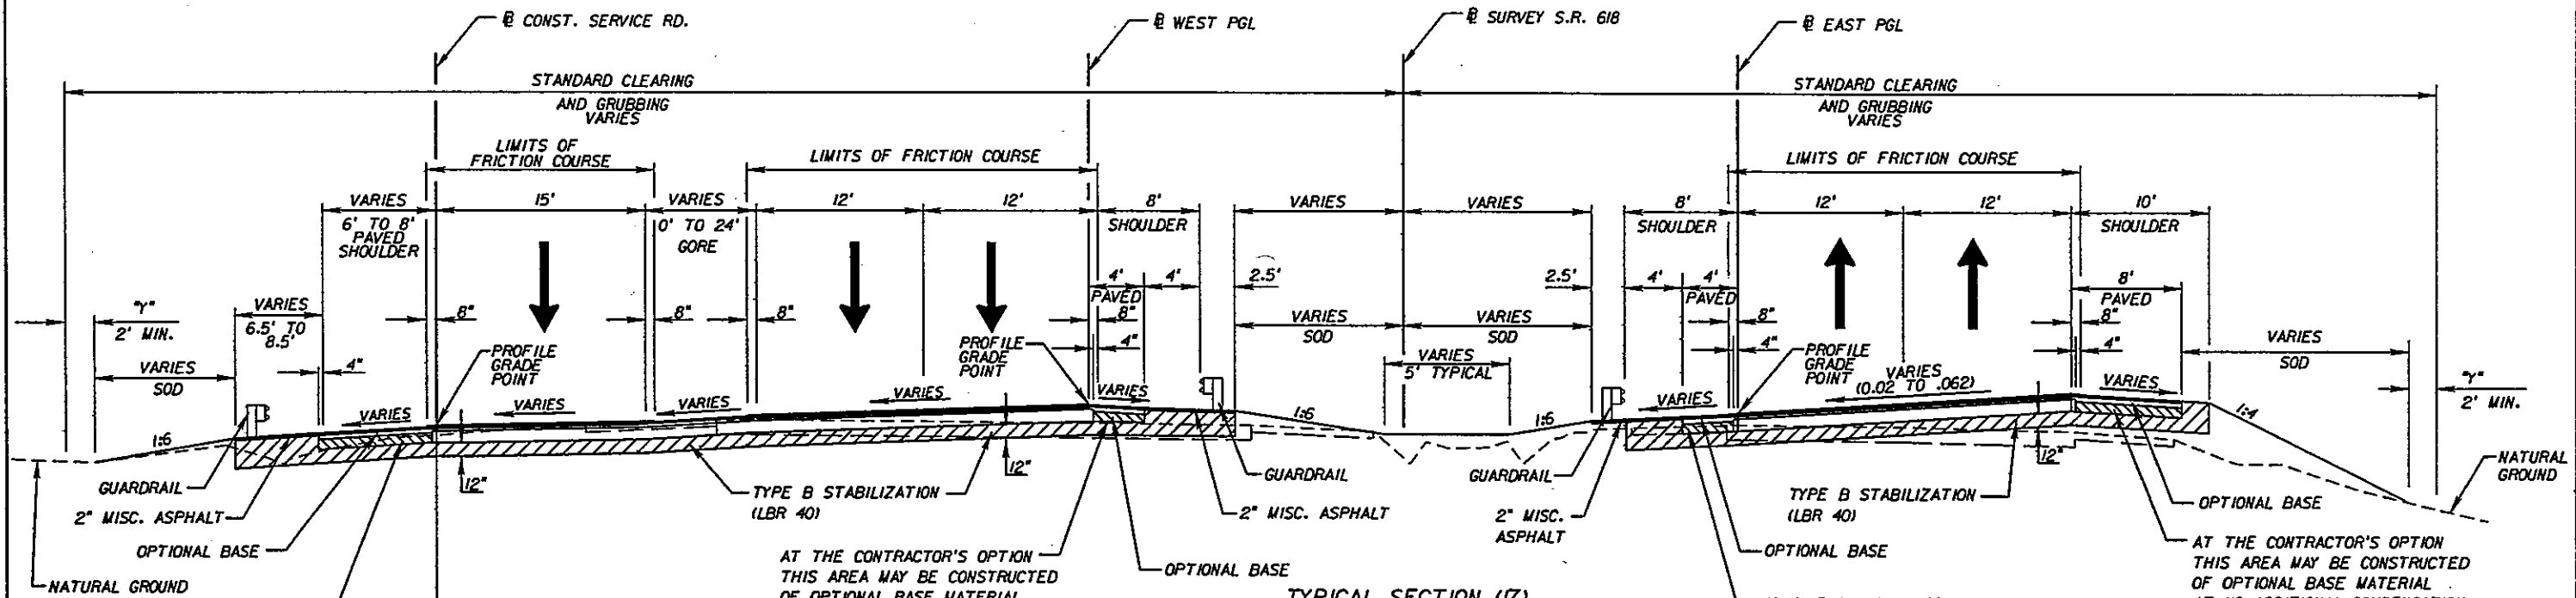 ℄ CONST. SERVICE RD.
℄ WEST PGL
℄ SURVEY S.R. 618
℄ EAST PGL
STANDARD CLEARING
AND GRUBBING
VARIES
STANDARD CLEARING
AND GRUBBING
VARIES
LIMITS OF
FRICTION COURSE
LIMITS OF FRICTION COURSE
LIMITS OF FRICTION COURSE
VARIES
6' TO 8'
PAVED
SHOULDER
15'
VARIES
0' TO 24'
GORE
12'
12'
8'
SHOULDER
VARIES
VARIES
8'
SHOULDER
12'
12'
10'
SHOULDER
"Y"
2' MIN.
VARIES
6.5' TO
8.5'
8"
8"
8"
4'
PAVED
4'
8"
2.5'
2.5'
4'
4'
PAVED
8"
8'
PAVED
8"
VARIES
SOD
4"
PROFILE
GRADE
POINT
PROFILE
GRADE
POINT
4"
VARIES
SOD
VARIES
SOD
VARIES
5' TYPICAL
4"
PROFILE
GRADE
POINT
4"
VARIES
SOD
"Y"
2' MIN.
1:6
VARIES
VARIES
VARIES
VARIES
VARIES
1:6
1:6
VARIES
VARIES
(0.02 TO .062)
VARIES
1:4
12"
12"
12"
GUARDRAIL
2" MISC. ASPHALT
OPTIONAL BASE
NATURAL GROUND
TYPE B STABILIZATION
(LBR 40)
AT THE CONTRACTOR'S OPTION
THIS AREA MAY BE CONSTRUCTED
OF OPTIONAL BASE MATERIAL
GUARDRAIL
2" MISC. ASPHALT
OPTIONAL BASE
GUARDRAIL
2" MISC.
ASPHALT
OPTIONAL BASE
TYPE B STABILIZATION
(LBR 40)
NATURAL
GROUND
OPTIONAL BASE
AT THE CONTRACTOR'S OPTION
THIS AREA MAY BE CONSTRUCTED
OF OPTIONAL BASE MATERIAL
TYPICAL SECTION (17)